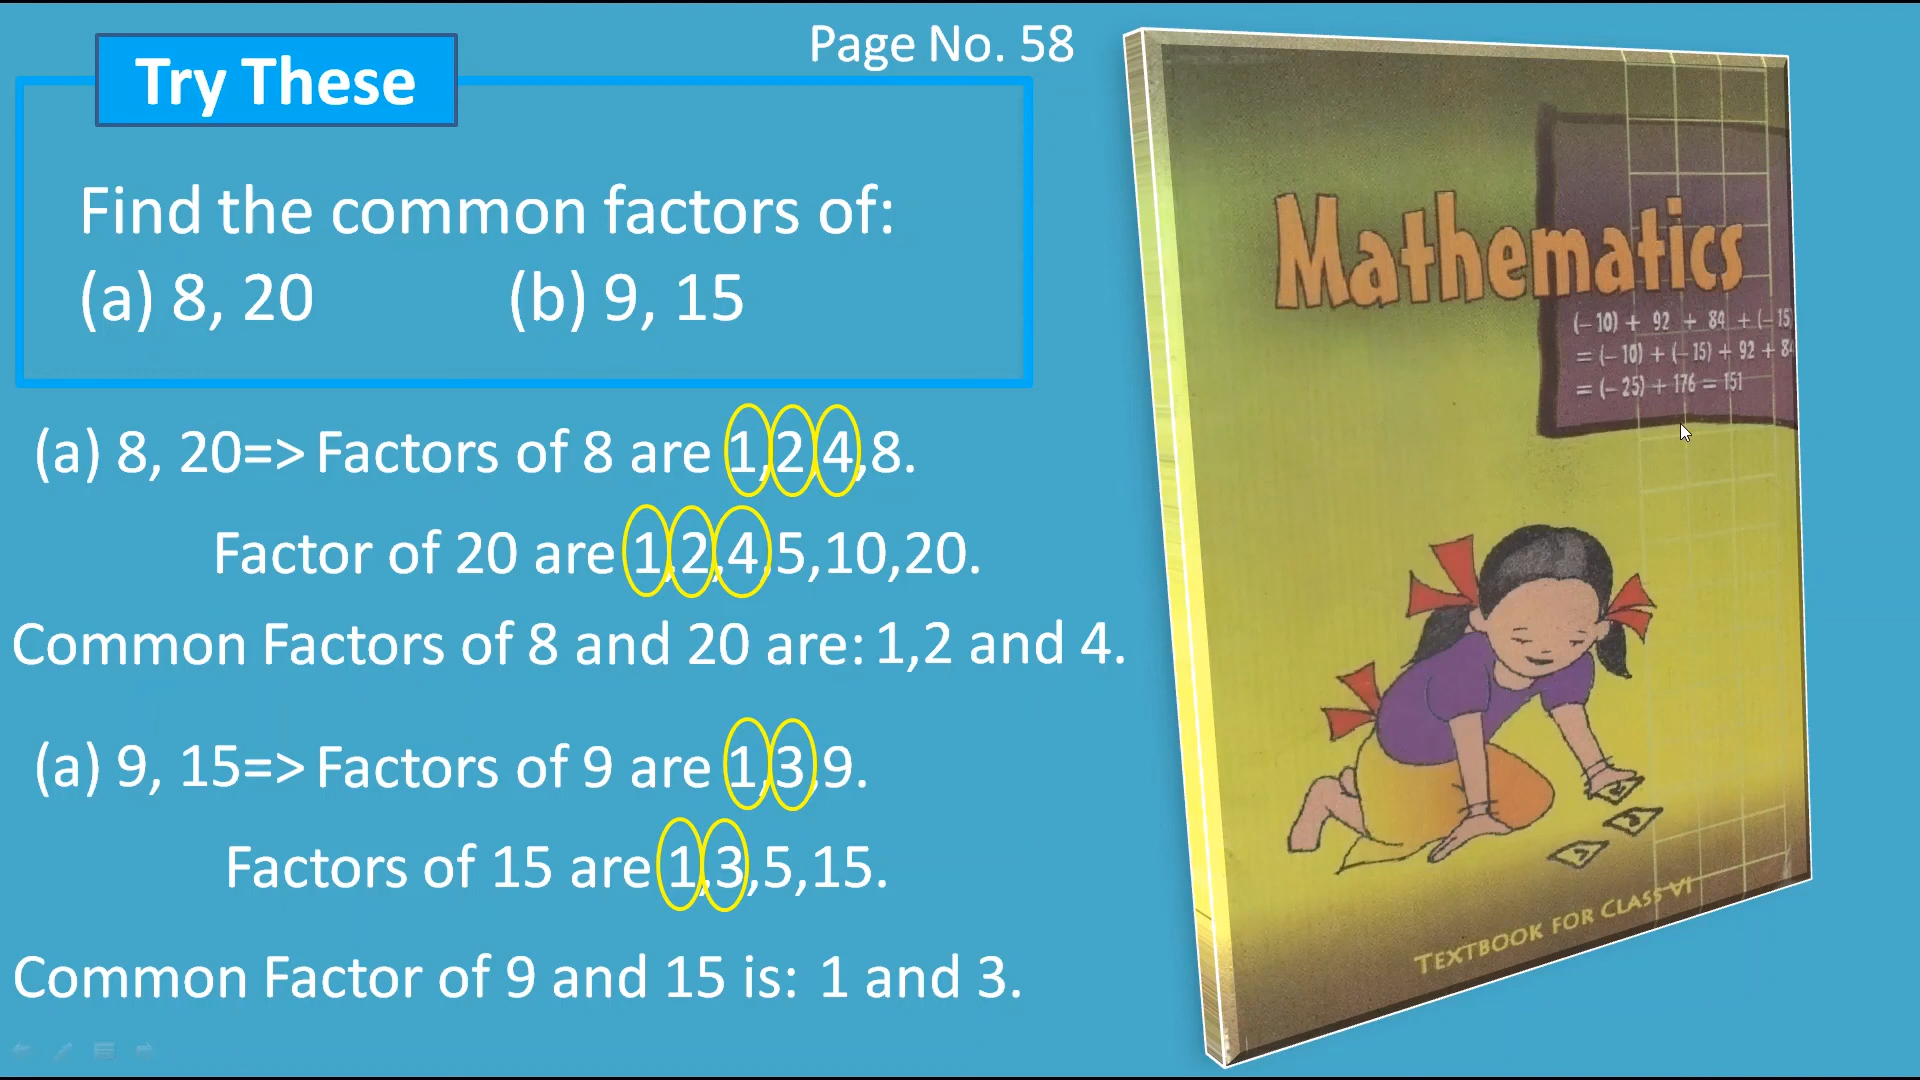 Page No. 58
Try These
Find the common factors of:
(a) 8, 20 (b) 9, 15
(a) 8, 20=> Factors of 8 are 1,2,4,8.
Factor of 20 are 1,2,4,5,10,20.
Common Factors of 8 and 20 are: 1,2 and 4.
(a) 9, 15=> Factors of 9 are 1,3,9.
Factors of 15 are 1,3,5,15.
Common Factor of 9 and 15 is: 1 and 3.
Mathematics
(– 10) + 92 + 84 + (– 15)
= (– 10) + (– 15) + 92 + 84
= (– 25) + 176 = 151
TEXTBOOK FOR CLASS VI